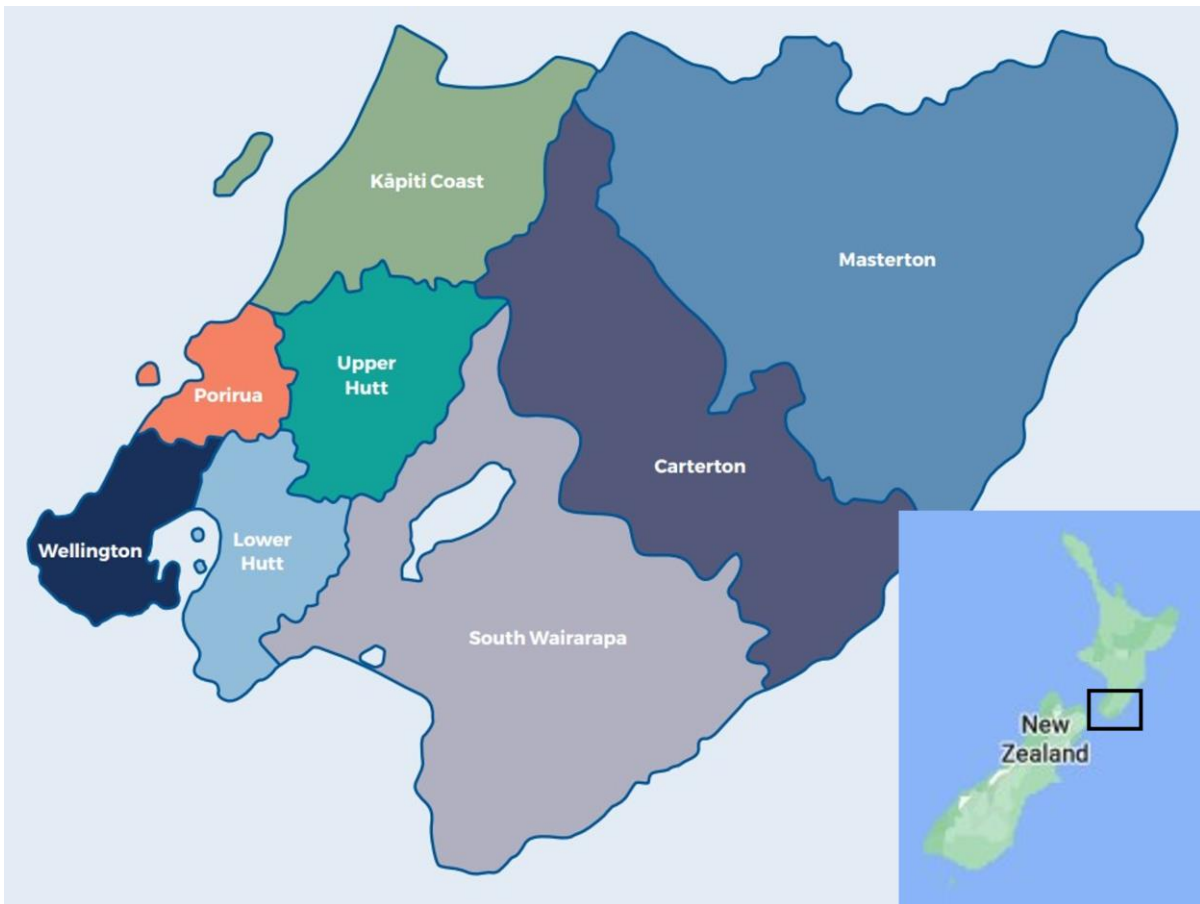 Kāpiti Coast
Masterton
Upper
Hutt
Porirua
Carterton
Wellington
Lower
Hutt
South Wairarapa
New
Zealand